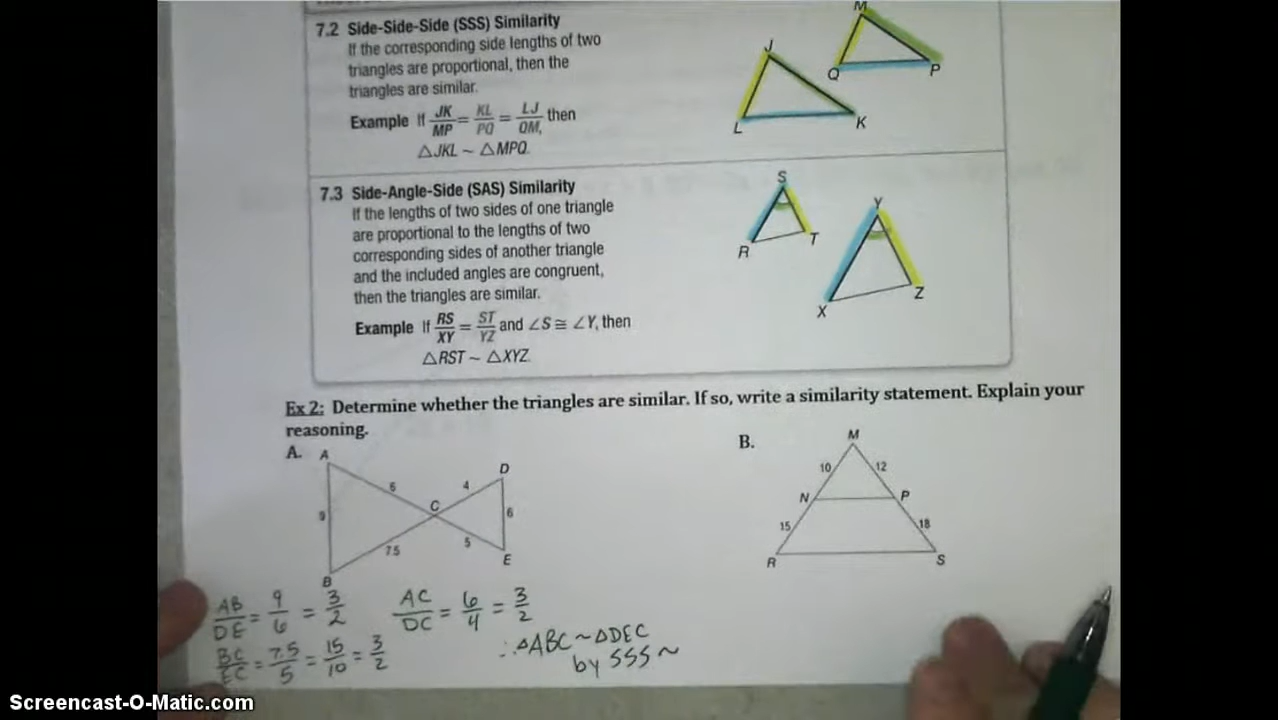 7.2 Side-Side-Side (SSS) Similarity
If the corresponding side lengths of two
triangles are proportional, then the
triangles are similar.
Example If JK/MP = KL/PQ = LJ/QM, then
△JKL ~ △MPQ.
M
J
Q
P
L
K
7.3 Side-Angle-Side (SAS) Similarity
If the lengths of two sides of one triangle
are proportional to the lengths of two
corresponding sides of another triangle
and the included angles are congruent,
then the triangles are similar.
Example If RS/XY = ST/YZ and ∠S ≅ ∠Y, then
△RST ~ △XYZ.
S
Y
R
T
Z
X
Ex 2: Determine whether the triangles are similar. If so, write a similarity statement. Explain your
reasoning.
A.
A
D
6
4
C
9
6
7.5
5
E
B
B.
M
10
12
N
P
15
18
R
S
AB/DE = 9/6 = 3/2
AC/DC = 6/4 = 3/2
BC/EC = 7.5/5 = 15/10 = 3/2
∴ △ABC ~ △DEC
by SSS ~
Screencast-O-Matic.com